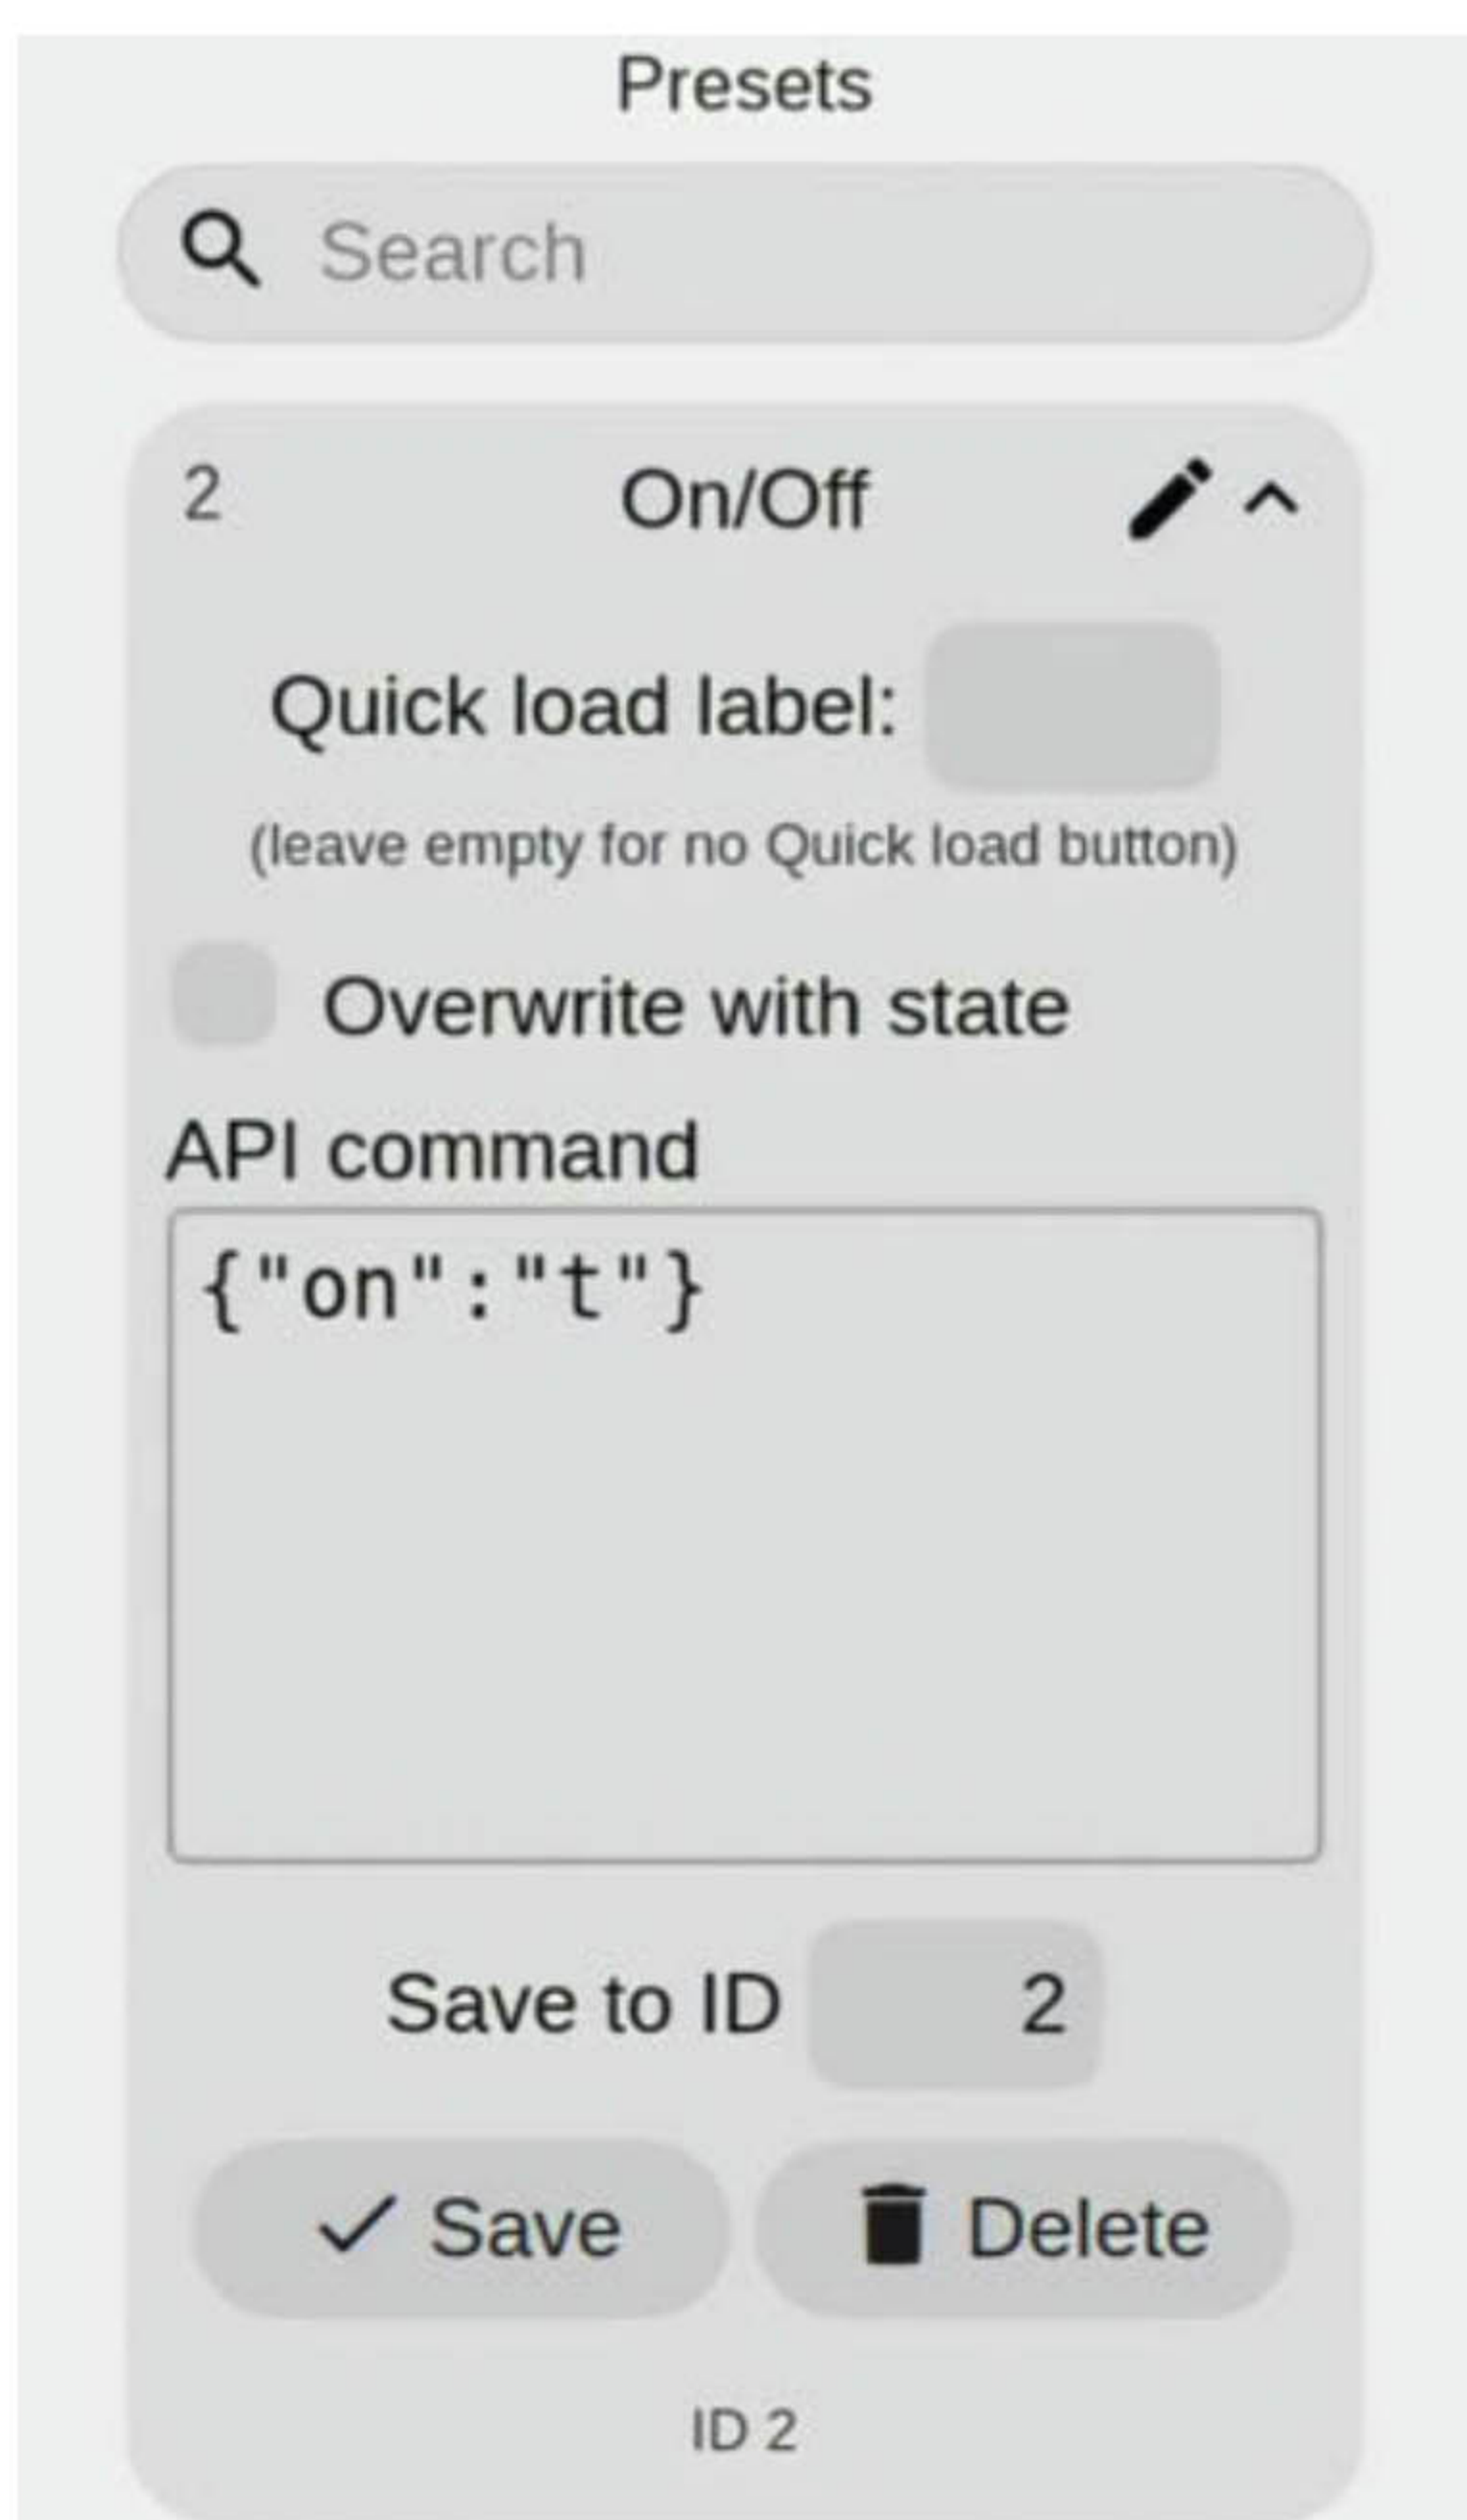 Presets
Search
2 On/Off
Quick load label:
(leave empty for no Quick load button)
Overwrite with state
API command
{"on":"t"}
Save to ID 2
Save Delete
ID 2